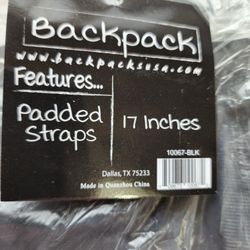 Backpack
www.backpacksusa.com
Features...
Padded
Straps
17 Inches
10067-BLK
Dallas, TX 75233
Made in Quanzhou China